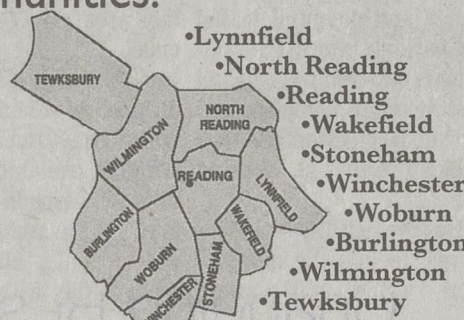 •Lynnfield
•North Reading
•Reading
•Wakefield
•Stoneham
•Winchester
•Woburn
•Burlington
•Wilmington
•Tewksbury
TEWKSBURY
WILMINGTON
NORTH
READING
READING
LYNNFIELD
BURLINGTON
WOBURN
WAKEFIELD
STONEHAM